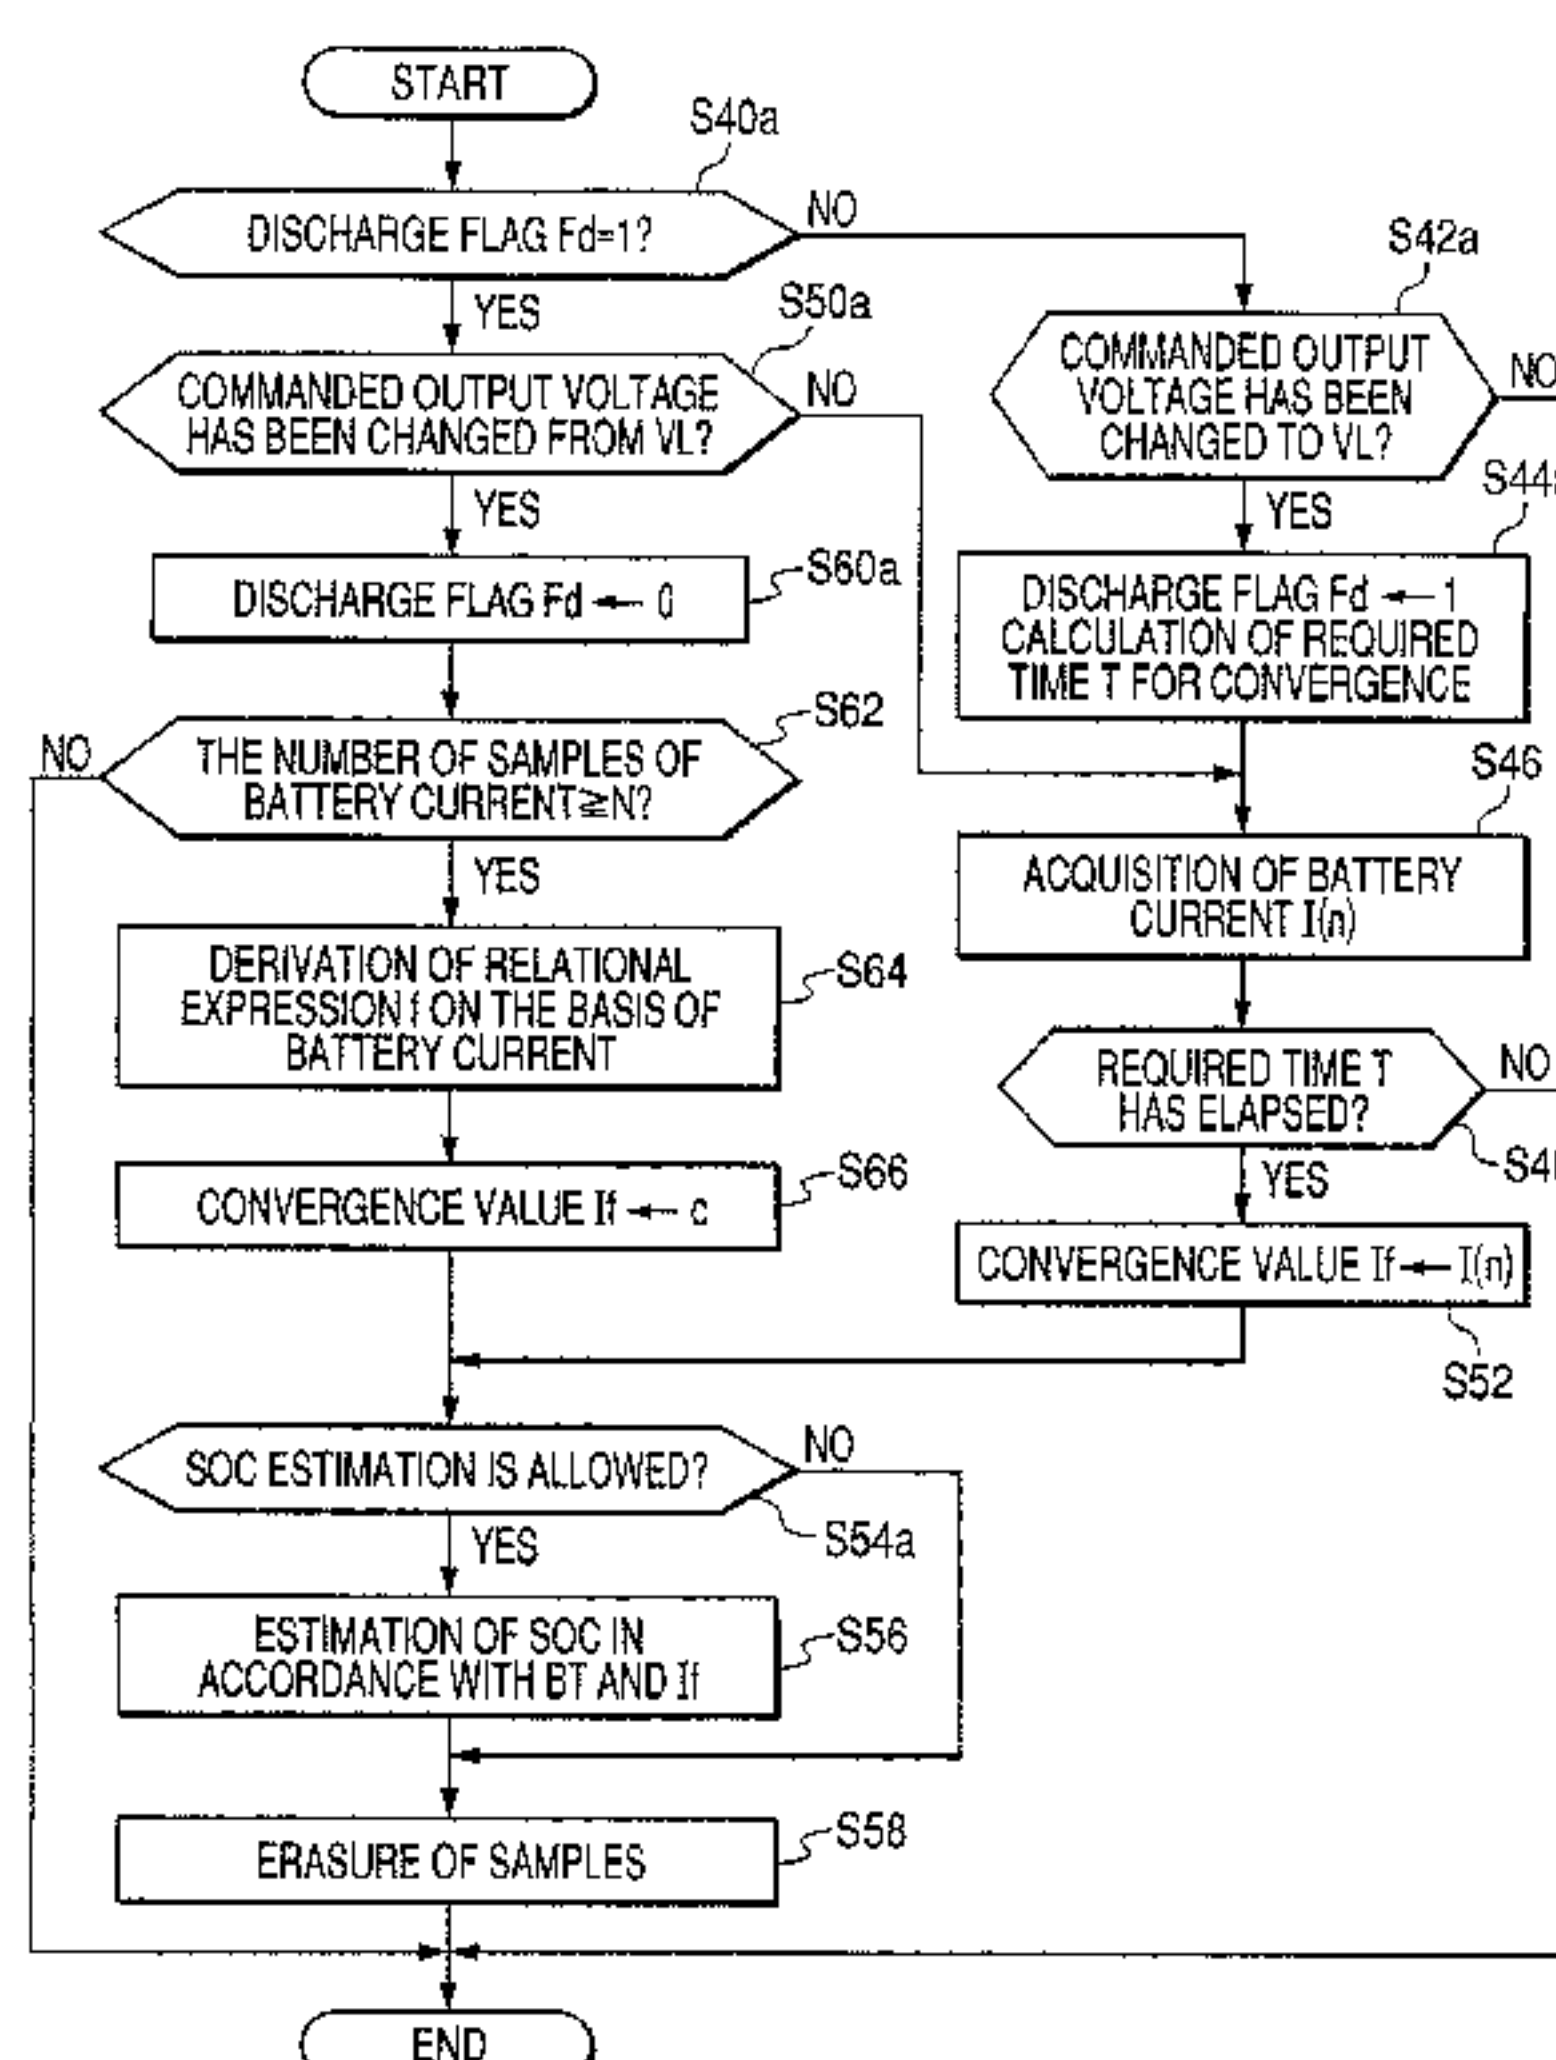 START
S40a
DISCHARGE FLAG Fd=1?
NO
YES
S50a
COMMANDED OUTPUT VOLTAGE
HAS BEEN CHANGED FROM VL?
NO
YES
S60a
DISCHARGE FLAG Fd ← 0
S62
NO
THE NUMBER OF SAMPLES OF
BATTERY CURRENT≧N?
YES
DERIVATION OF RELATIONAL
EXPRESSION f ON THE BASIS OF
BATTERY CURRENT
S64
CONVERGENCE VALUE If ← c
S66
S42a
COMMANDED OUTPUT
VOLTAGE HAS BEEN
CHANGED TO VL?
NO
YES
DISCHARGE FLAG Fd ← 1
CALCULATION OF REQUIRED
TIME T FOR CONVERGENCE
S46
ACQUISITION OF BATTERY
CURRENT I(n)
REQUIRED TIME T
HAS ELAPSED?
NO
YES
CONVERGENCE VALUE If ← I(n)
S52
SOC ESTIMATION IS ALLOWED?
NO
S54a
YES
ESTIMATION OF SOC IN
ACCORDANCE WITH BT AND If
S56
ERASURE OF SAMPLES
S58
END